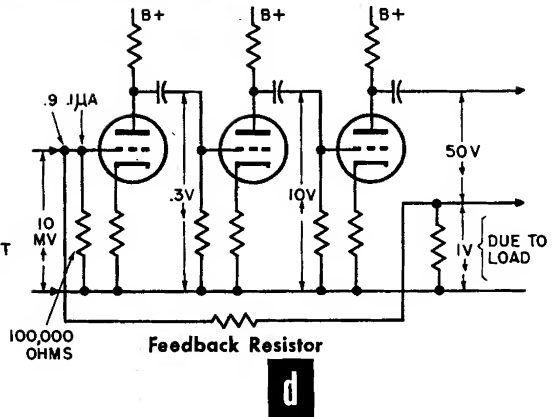 B+ B+ B+
.9 .1µA
.3V
10V
50V
10
MV
1V
DUE TO
LOAD
T
100,000
OHMS
Feedback Resistor
d